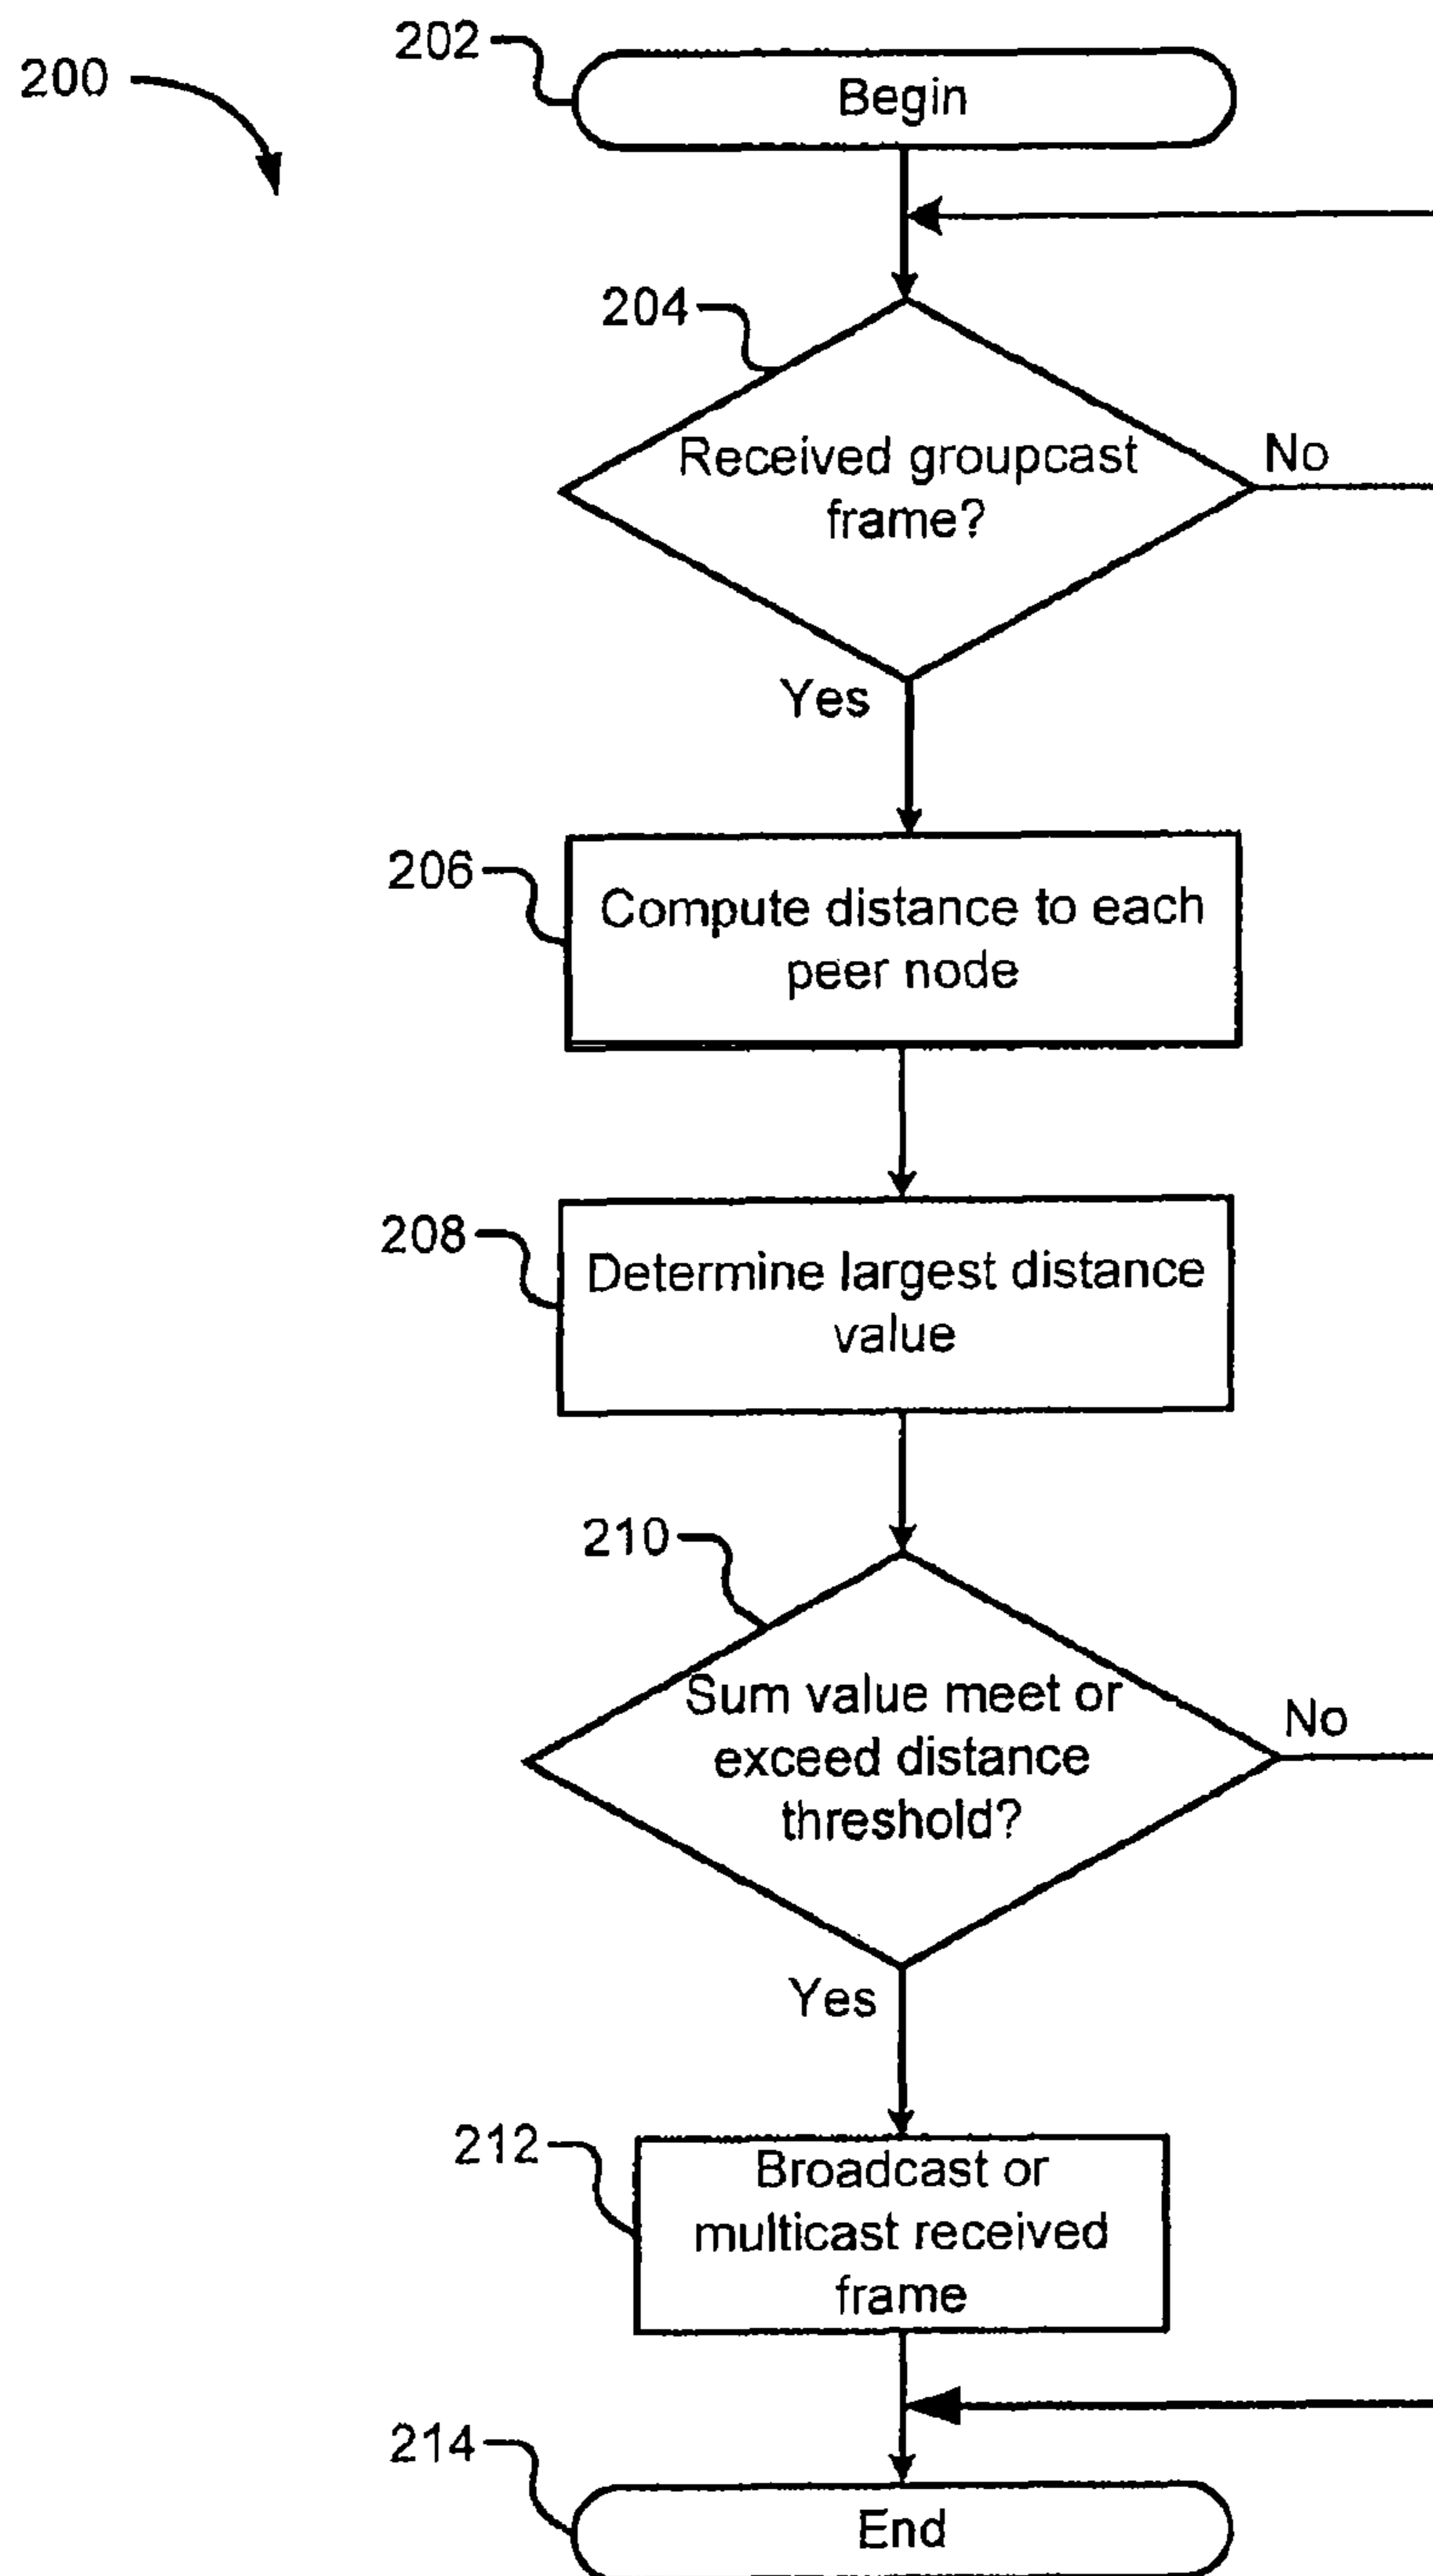 200
202
Begin
204
Received groupcast
frame?
No
Yes
206
Compute distance to each
peer node
208
Determine largest distance
value
210
Sum value meet or
exceed distance
threshold?
No
Yes
212
Broadcast or
multicast received
frame
214
End